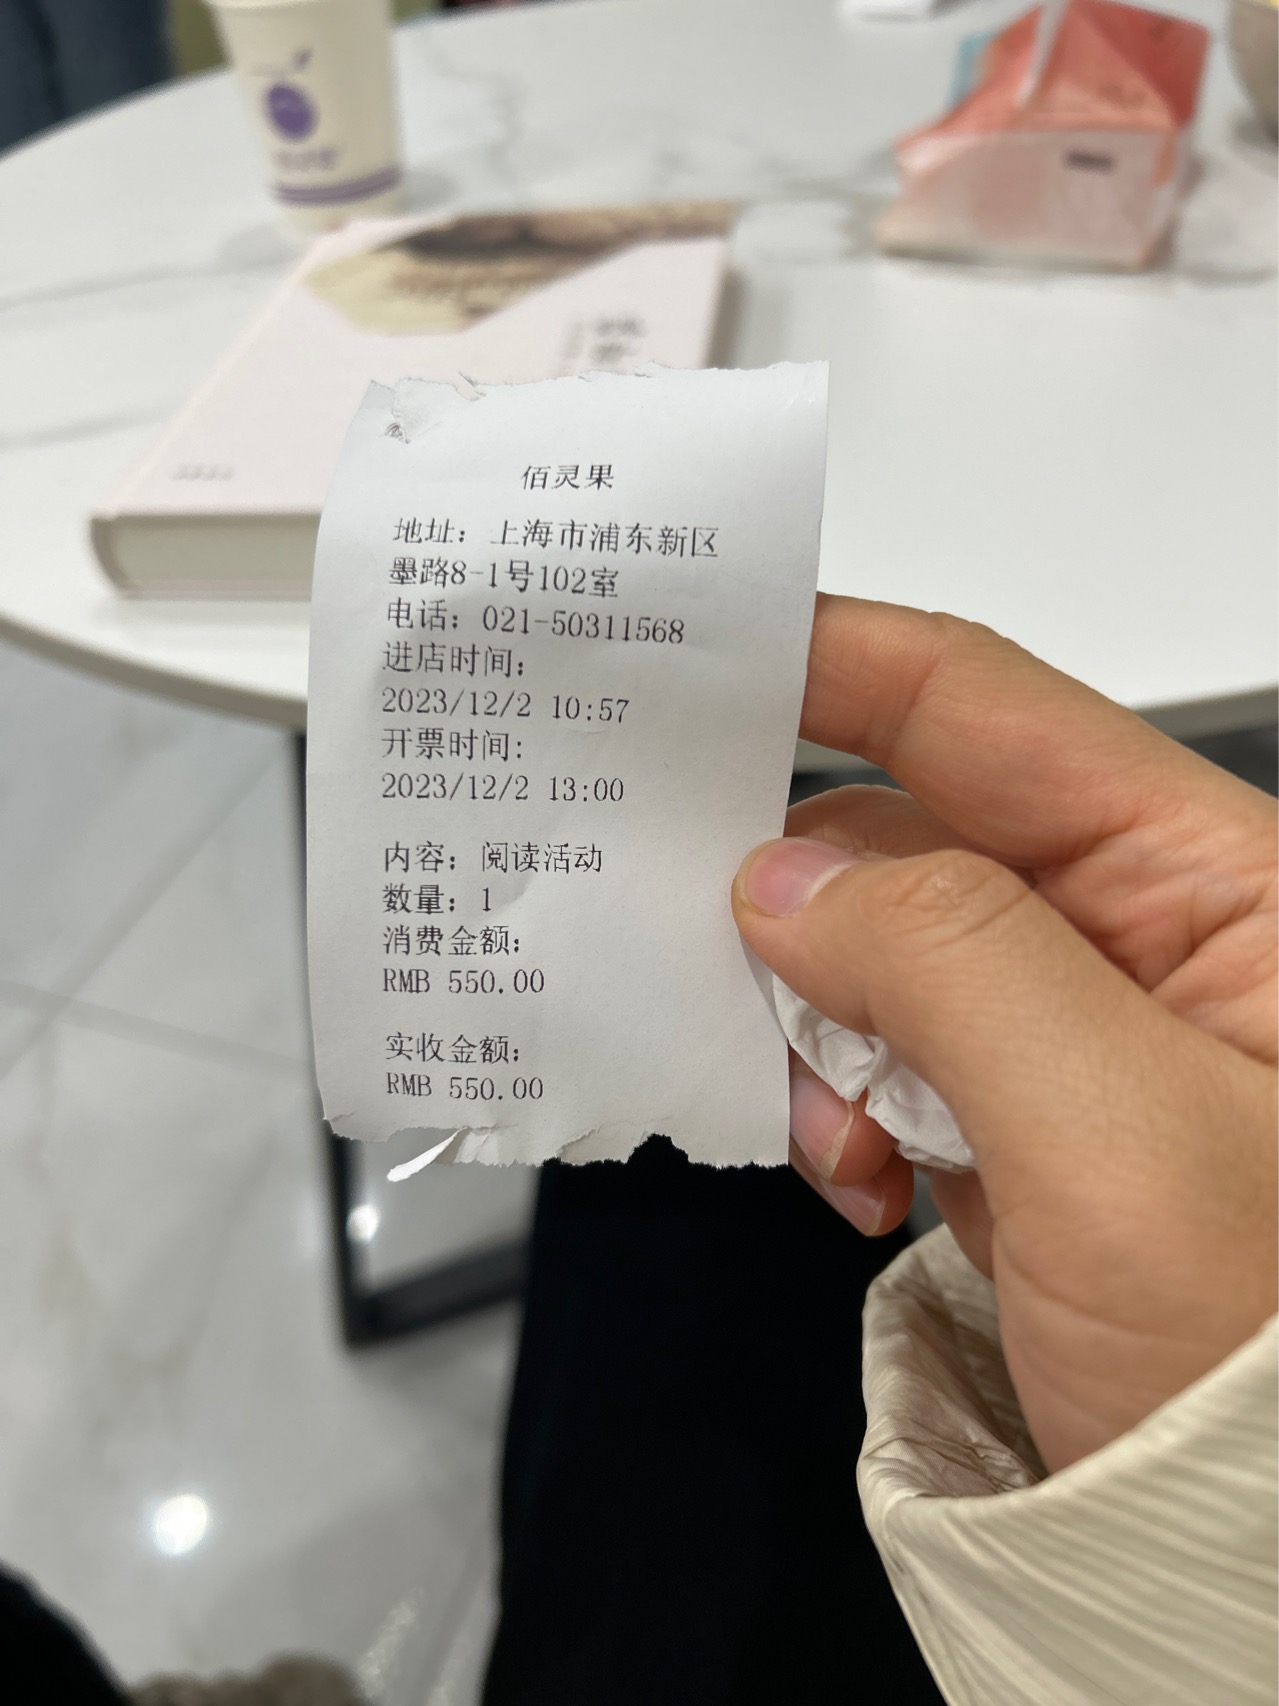 佰灵果
地址：上海市浦东新区
墨路8-1号102室
电话：021-50311568
进店时间：
2023/12/2 10:57
开票时间：
2023/12/2 13:00
内容：阅读活动
数量：1
消费金额：
RMB 550.00
实收金额：
RMB 550.00